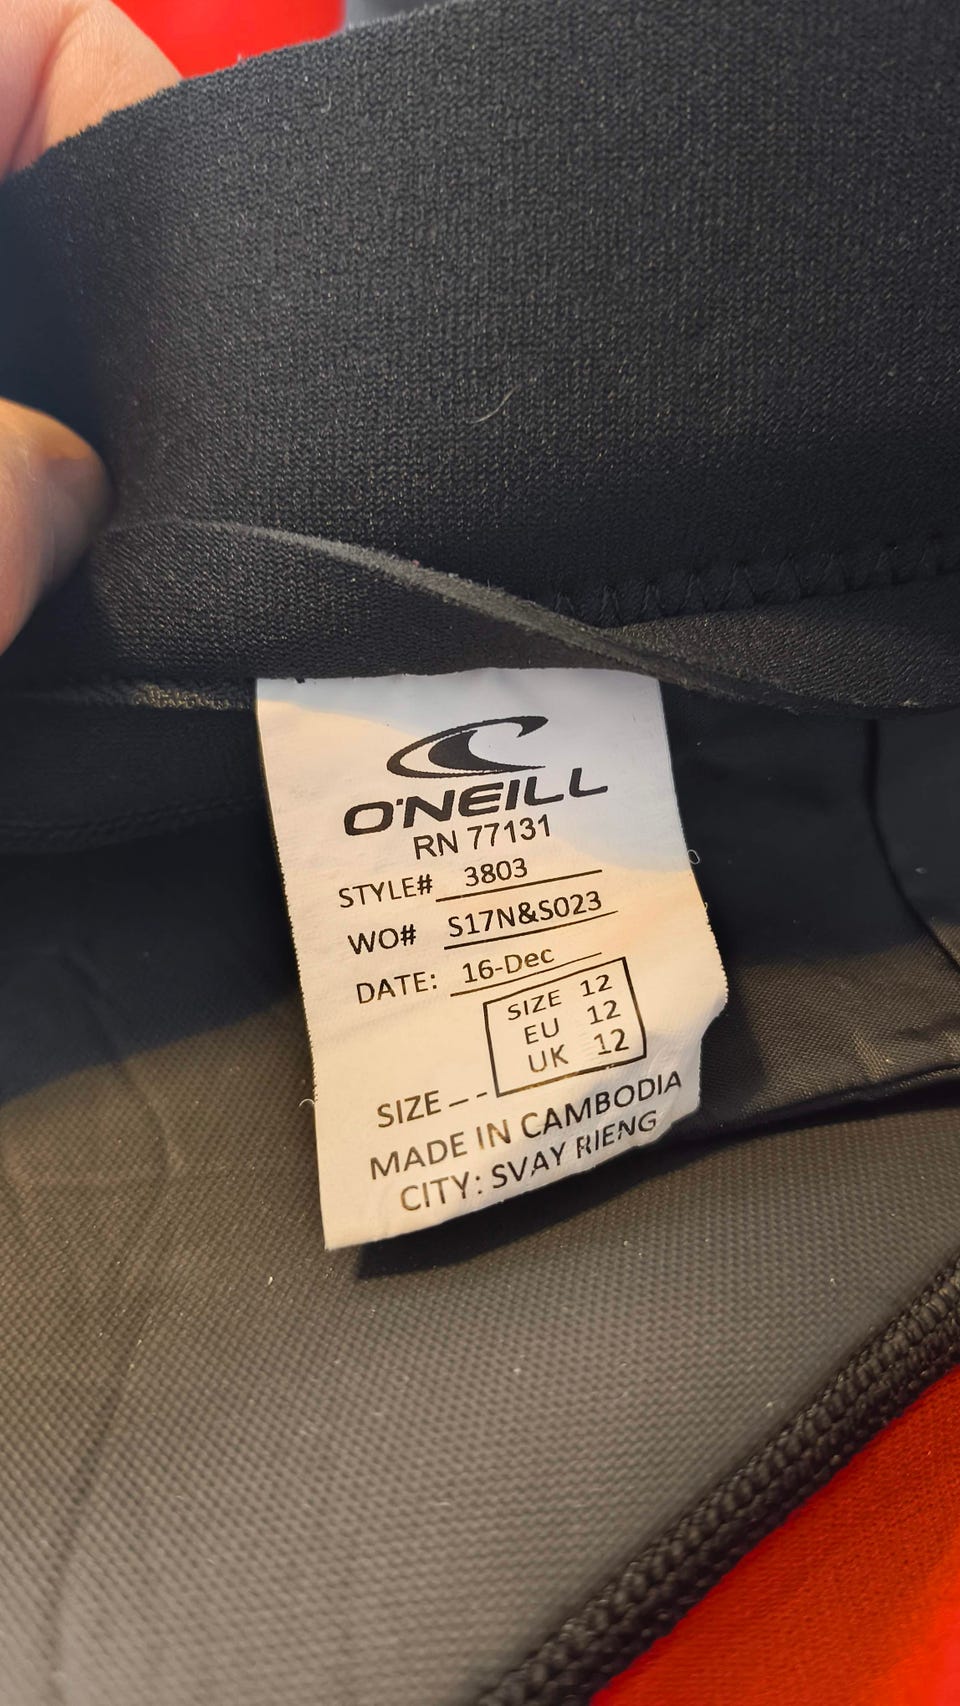 O'NEILL
RN 77131
STYLE# 3803
WO# S17N&S023
DATE: 16-Dec
SIZE 12
EU 12
UK 12
SIZE--
MADE IN CAMBODIA
CITY: SVAY RIENG